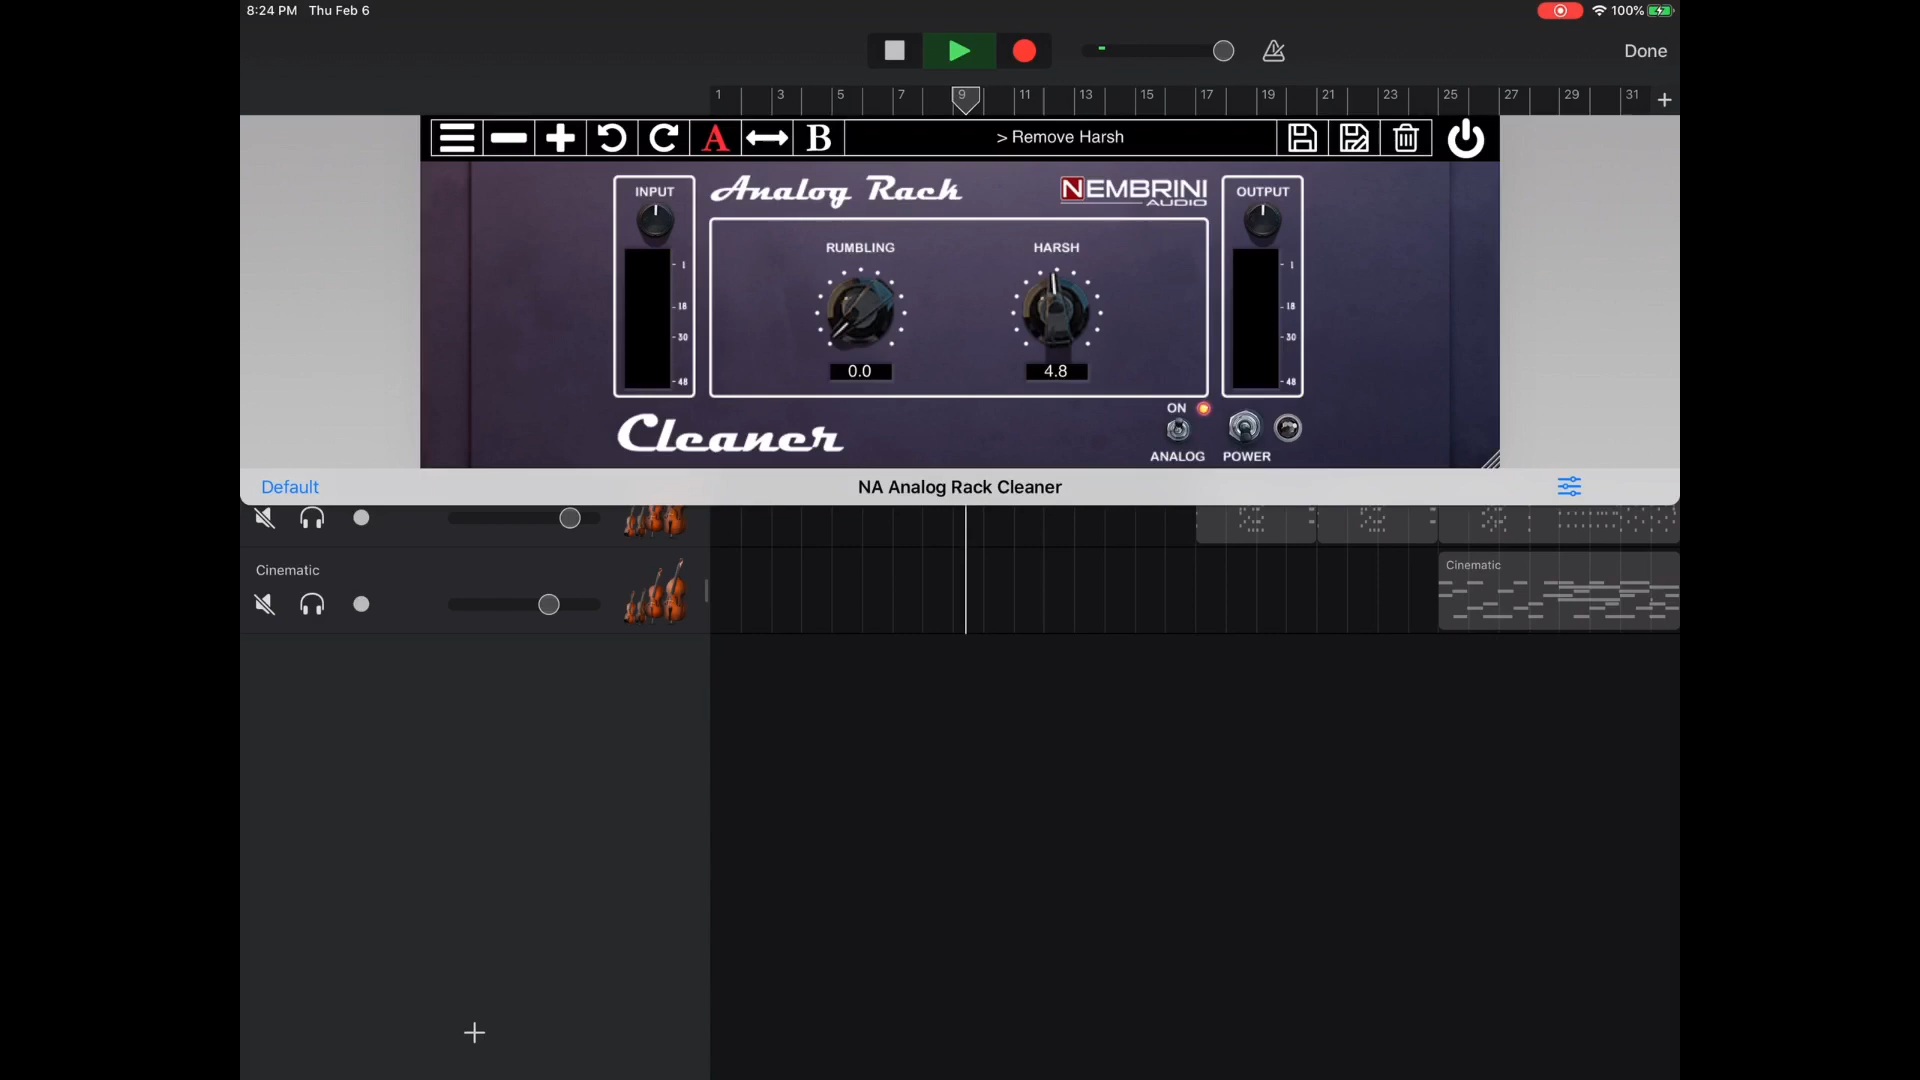 8:24 PM Thu Feb 6
100%
Done
1 3 5 7 9 11 13 15 17 19 21 23 25 27 29 31
A B > Remove Harsh
INPUT Analog Rack NEMBRINI AUDIO OUTPUT
RUMBLING HARSH
1 1
18 18
30 30
48 48
0.0 4.8
Cleaner
ON
ANALOG POWER
Default NA Analog Rack Cleaner
Cinematic
Cinematic